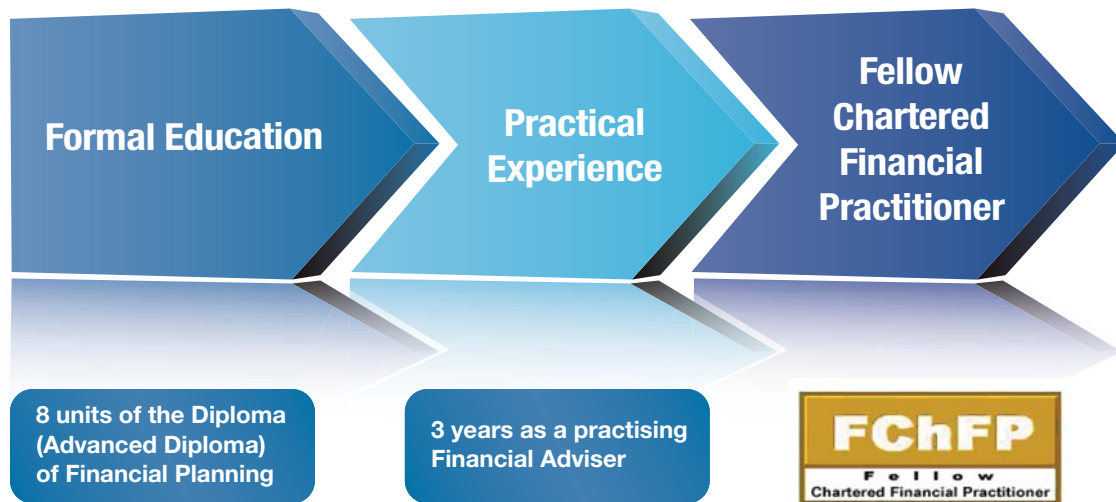 Formal Education
Practical
Experience
Fellow
Chartered
Financial
Practitioner
8 units of the Diploma
(Advanced Diploma)
of Financial Planning
3 years as a practising
Financial Adviser
FChFP
Fellow
Chartered Financial Practitioner